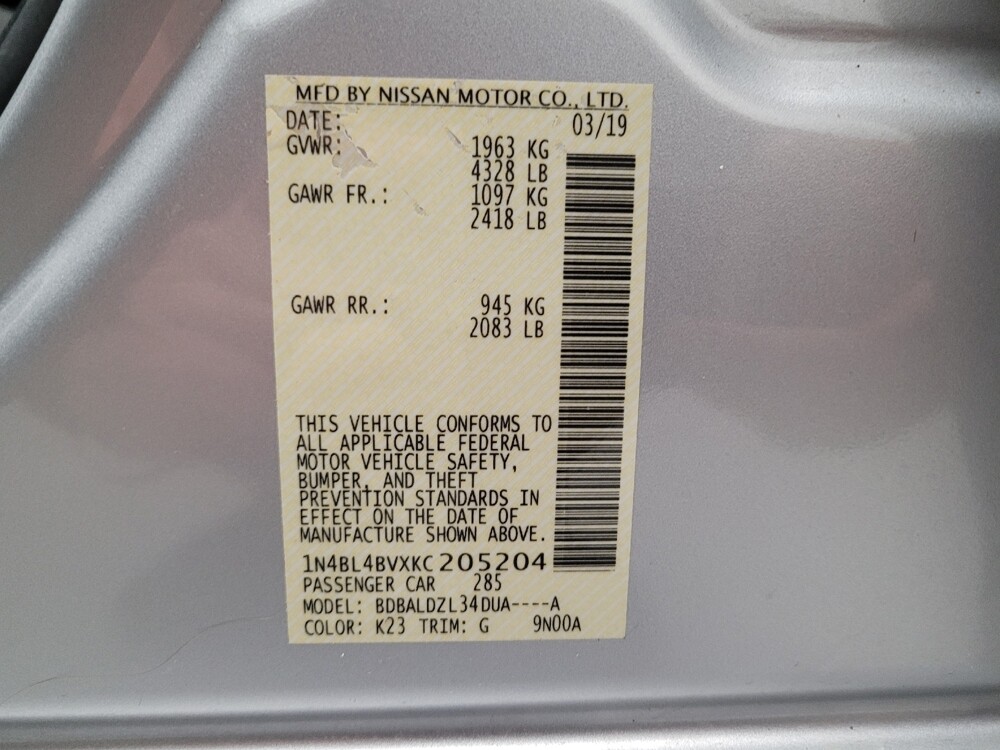 MFD BY NISSAN MOTOR CO., LTD.
DATE: 03/19
GVWR: 1963 KG
4328 LB
GAWR FR.: 1097 KG
2418 LB
GAWR RR.: 945 KG
2083 LB
THIS VEHICLE CONFORMS TO
ALL APPLICABLE FEDERAL
MOTOR VEHICLE SAFETY,
BUMPER, AND THEFT
PREVENTION STANDARDS IN
EFFECT ON THE DATE OF
MANUFACTURE SHOWN ABOVE.
1N4BL4BVXKC205204
PASSENGER CAR 285
MODEL: BDBALDZL34DUA----A
COLOR: K23 TRIM: G 9N00A